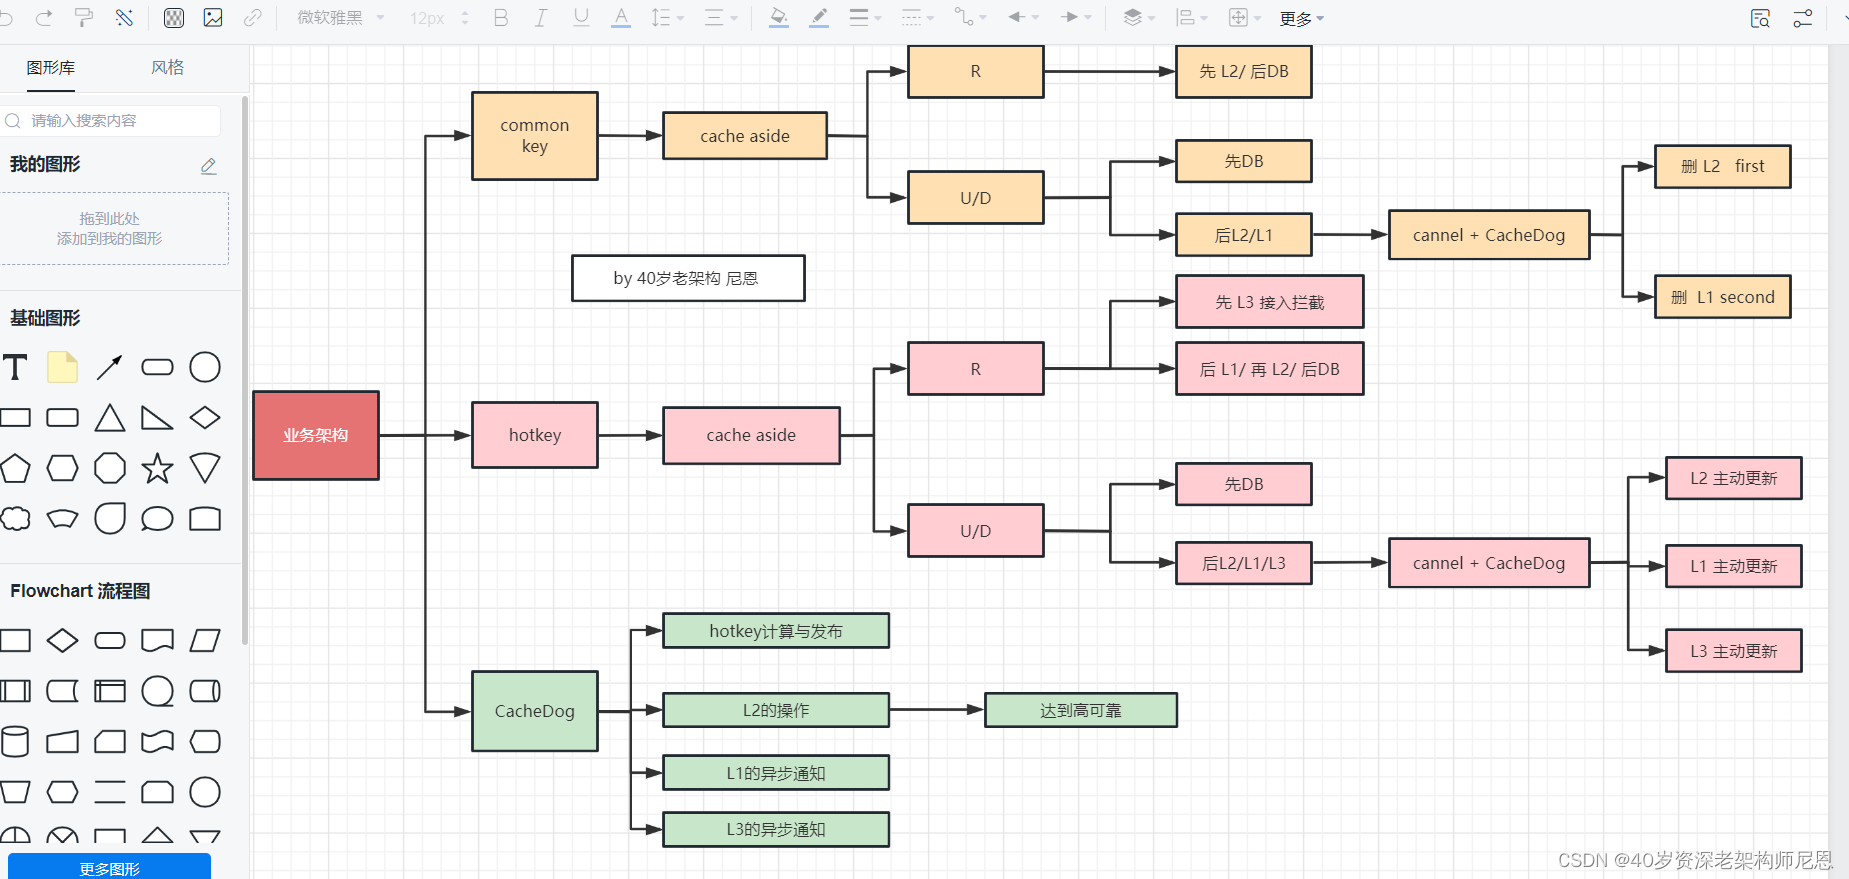 微软雅黑
12px
B
I
U
A
更多
图形库
风格
请输入搜索内容
我的图形
拖到此处
添加到我的图形
基础图形
T
Flowchart 流程图
更多图形
业务架构
common
key
cache aside
R
先 L2/ 后DB
U/D
先DB
后L2/L1
cannel + CacheDog
删 L2 first
删 L1 second
by 40岁老架构 尼恩
hotkey
cache aside
R
先 L3 接入拦截
后 L1/ 再 L2/ 后DB
U/D
先DB
后L2/L1/L3
cannel + CacheDog
L2 主动更新
L1 主动更新
L3 主动更新
CacheDog
hotkey计算与发布
L2的操作
达到高可靠
L1的异步通知
L3的异步通知
CSDN @40岁资深老架构师尼恩